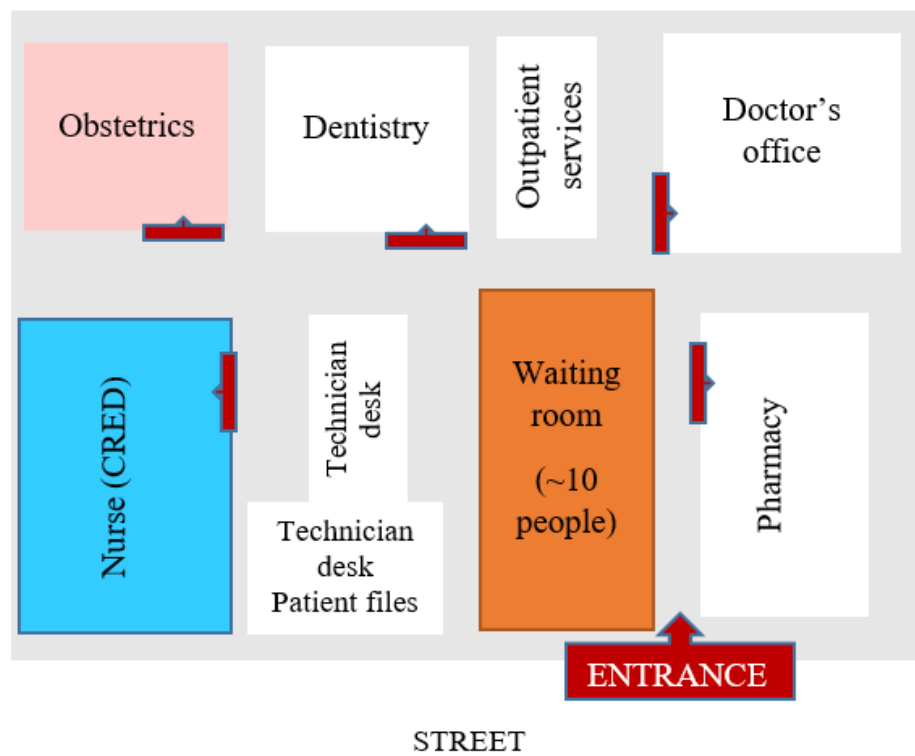 Obstetrics
Dentistry
Outpatient
services
Doctor's
office
Nurse (CRED)
Technician
desk
Technician
desk
Patient files
Waiting
room
(~10
people)
Pharmacy
ENTRANCE
STREET